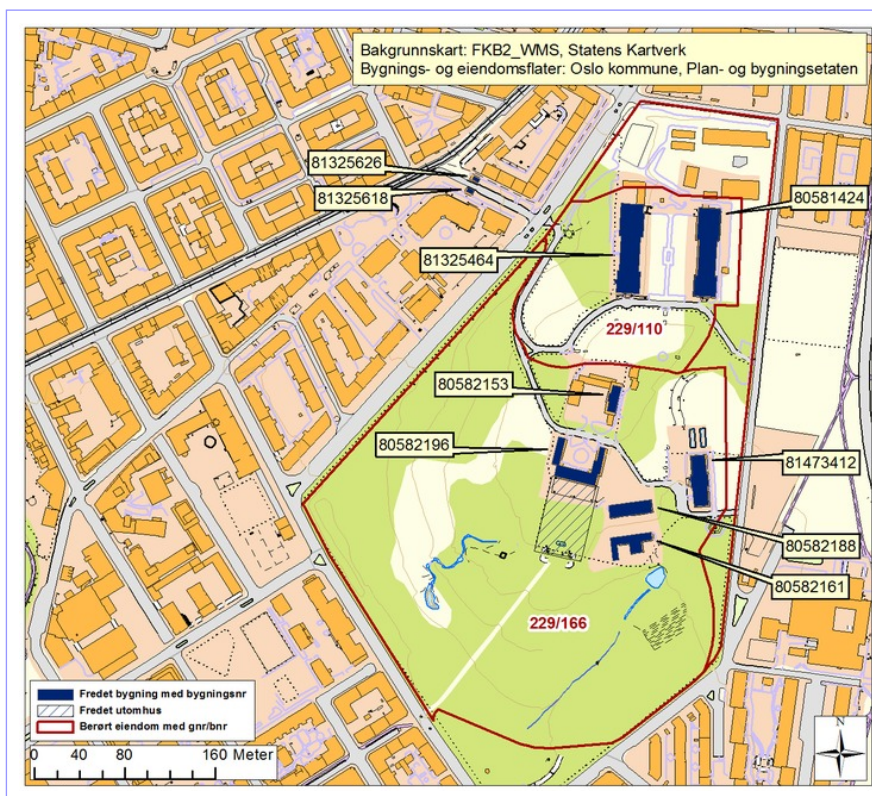 Bakgrunnskart: FKB2_WMS, Statens Kartverk
Bygnings- og eiendomsflater: Oslo kommune, Plan- og bygningsetaten
81325626
81325618
80581424
81325464
229/110
80582153
80582196
81473412
80582188
80582161
229/166
Fredet bygning med bygningsnr
Fredet utomhus
Berørt eiendom med gnr/bnr
0 40 80 160 Meter
N